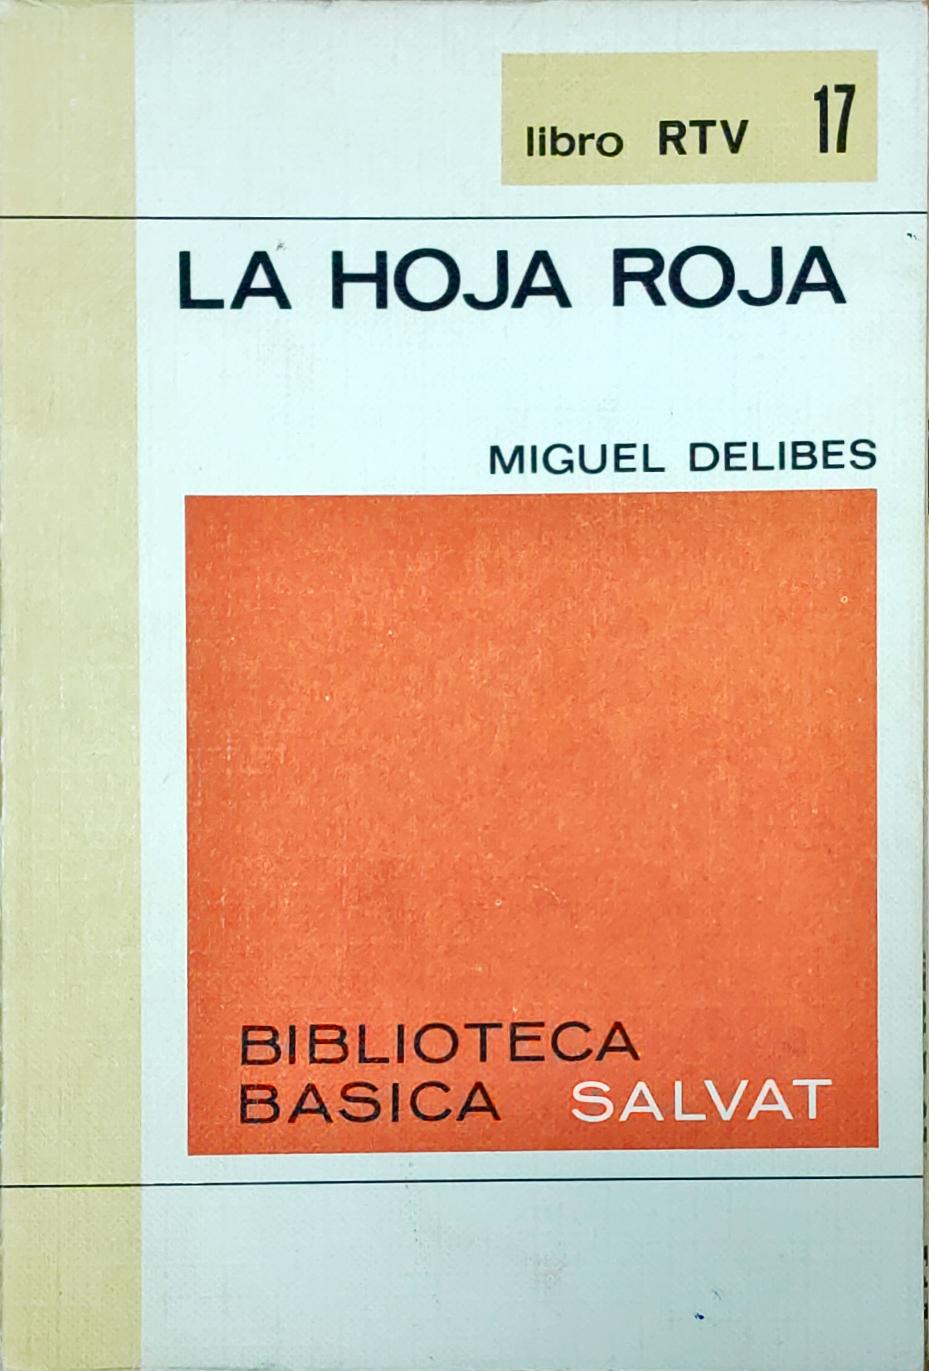 libro RTV 17
LA HOJA ROJA
MIGUEL DELIBES
BIBLIOTECA
BASICA SALVAT